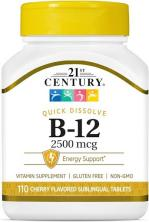 21ST
CENTURY
QUICK DISSOLVE
B-12
2500 mcg
Energy Support*
VITAMIN SUPPLEMENT | GLUTEN FREE | NON-GMO
110 CHERRY FLAVORED SUBLINGUAL TABLETS